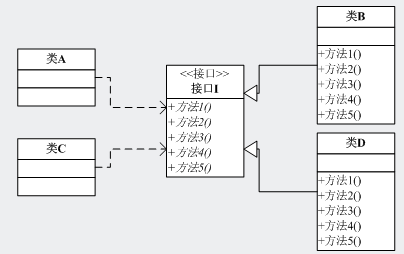 类A
类C
<<接口>>
接口I
+方法1()
+方法2()
+方法3()
+方法4()
+方法5()
类B
+方法1()
+方法2()
+方法3()
+方法4()
+方法5()
类D
+方法1()
+方法2()
+方法3()
+方法4()
+方法5()